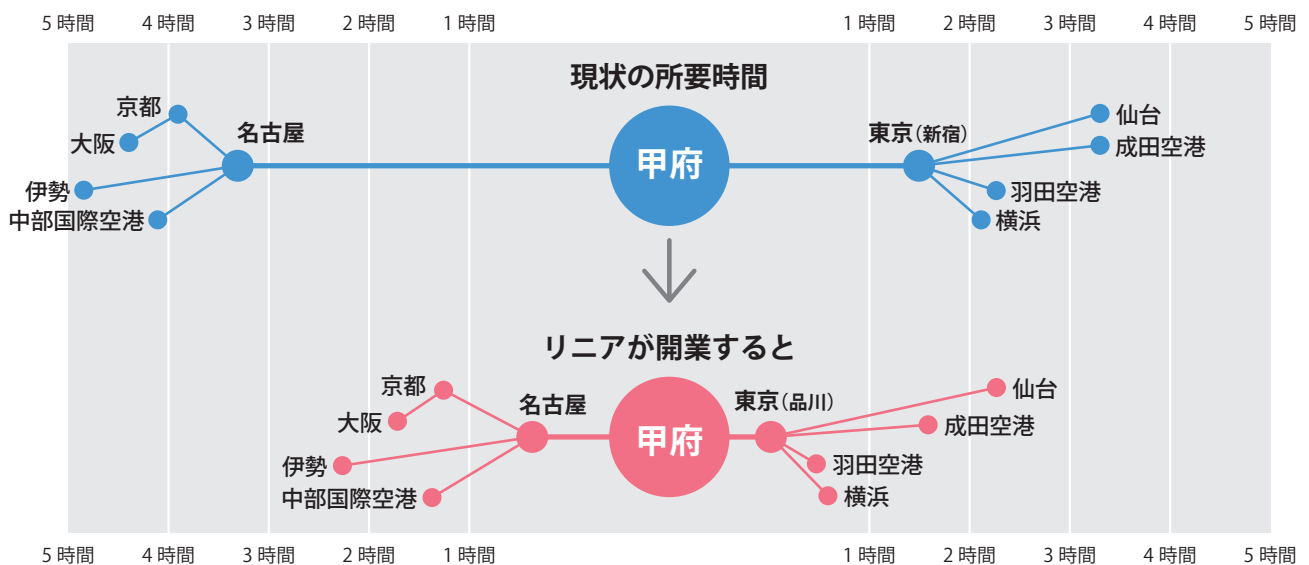 5時間 4時間 3時間 2時間 1時間 1時間 2時間 3時間 4時間 5時間
現状の所要時間
京都
大阪
名古屋
伊勢
中部国際空港
甲府
東京(新宿)
仙台
成田空港
羽田空港
横浜
リニアが開業すると
京都
大阪
名古屋
伊勢
中部国際空港
甲府
東京(品川)
仙台
成田空港
羽田空港
横浜
5時間 4時間 3時間 2時間 1時間 1時間 2時間 3時間 4時間 5時間